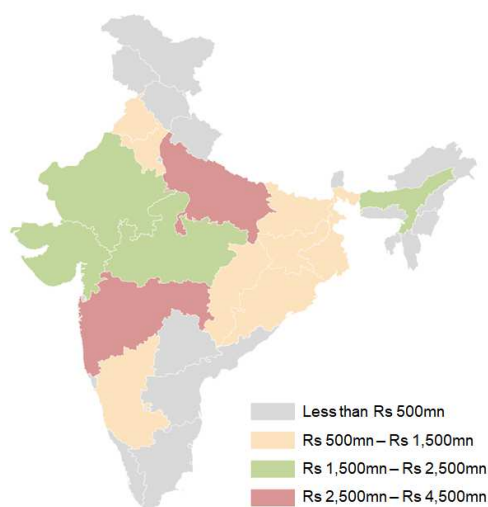 Less than Rs 500mn
Rs 500mn – Rs 1,500mn
Rs 1,500mn – Rs 2,500mn
Rs 2,500mn – Rs 4,500mn